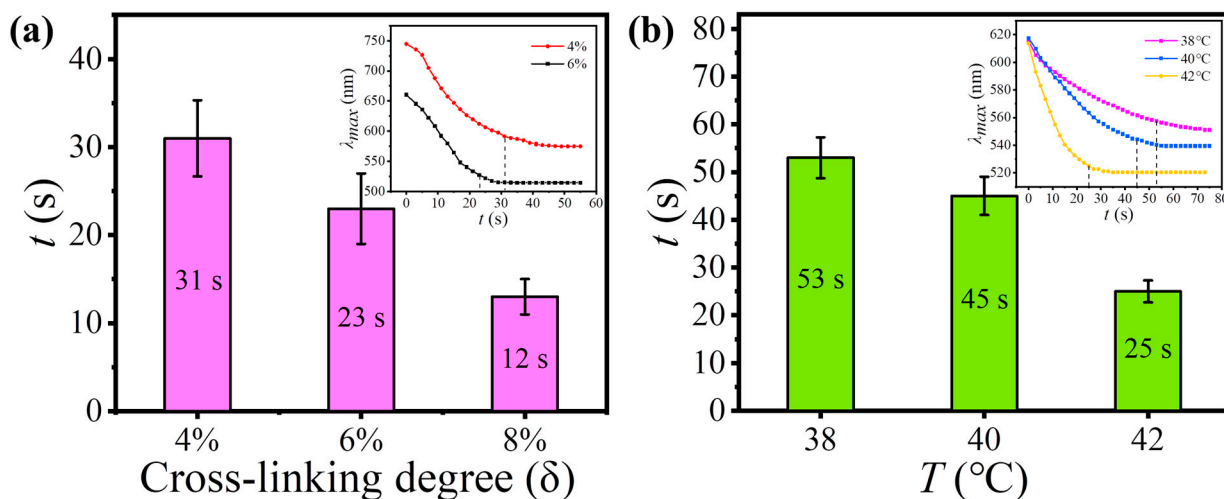 (a)
t (s)
40
30
20
10
0
31 s
23 s
12 s
4%
6%
8%
Cross-linking degree (δ)
λmax (nm)
750
700
650
600
550
500
4%
6%
0 10 20 30 40 50 60
t (s)
(b)
t (s)
80
70
60
50
40
30
20
10
0
53 s
45 s
25 s
38
40
42
T (°C)
λmax (nm)
620
600
580
560
540
520
38°C
40°C
42°C
0 10 20 30 40 50 60 70 80
t (s)